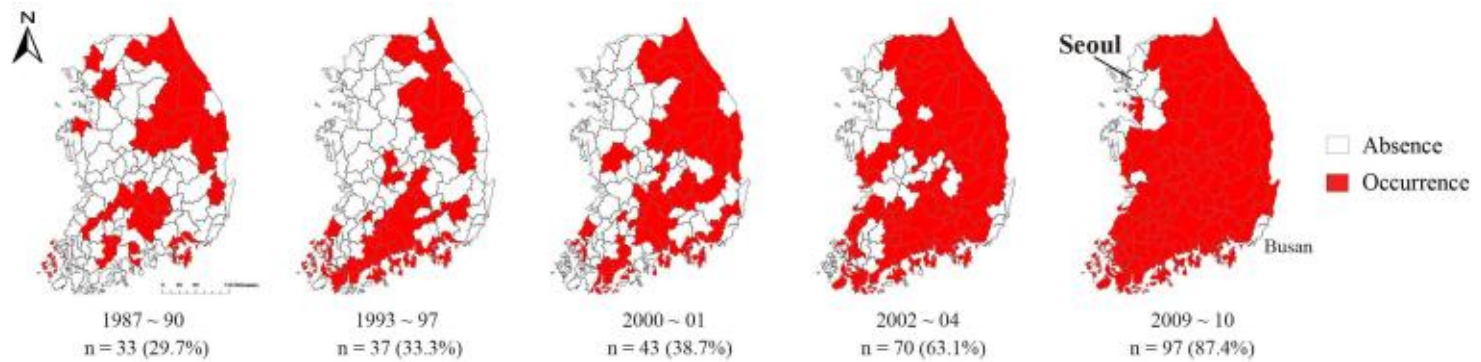 N
Seoul
Absence
Occurrence
Busan
1987 ~ 90
n = 33 (29.7%)
1993 ~ 97
n = 37 (33.3%)
2000 ~ 01
n = 43 (38.7%)
2002 ~ 04
n = 70 (63.1%)
2009 ~ 10
n = 97 (87.4%)